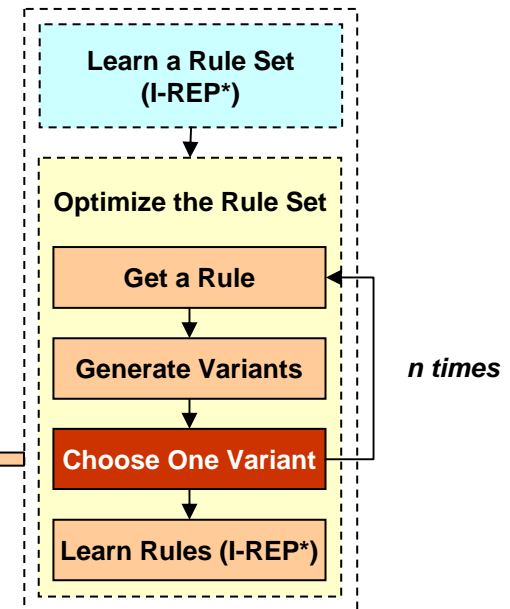 Learn a Rule Set
(I-REP*)
Optimize the Rule Set
Get a Rule
Generate Variants
n times
Choose One Variant
Learn Rules (I-REP*)